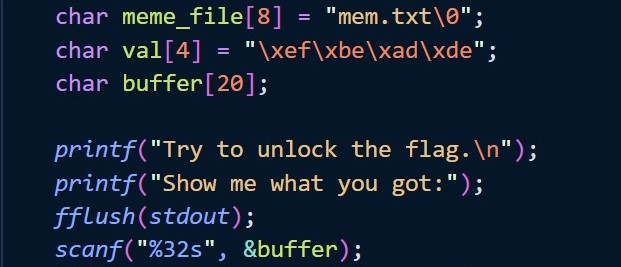 char meme_file[8] = "mem.txt\0";
char val[4] = "\xef\xbe\xad\xde";
char buffer[20];
printf("Try to unlock the flag.\n");
printf("Show me what you got:");
fflush(stdout);
scanf("%32s", &buffer);